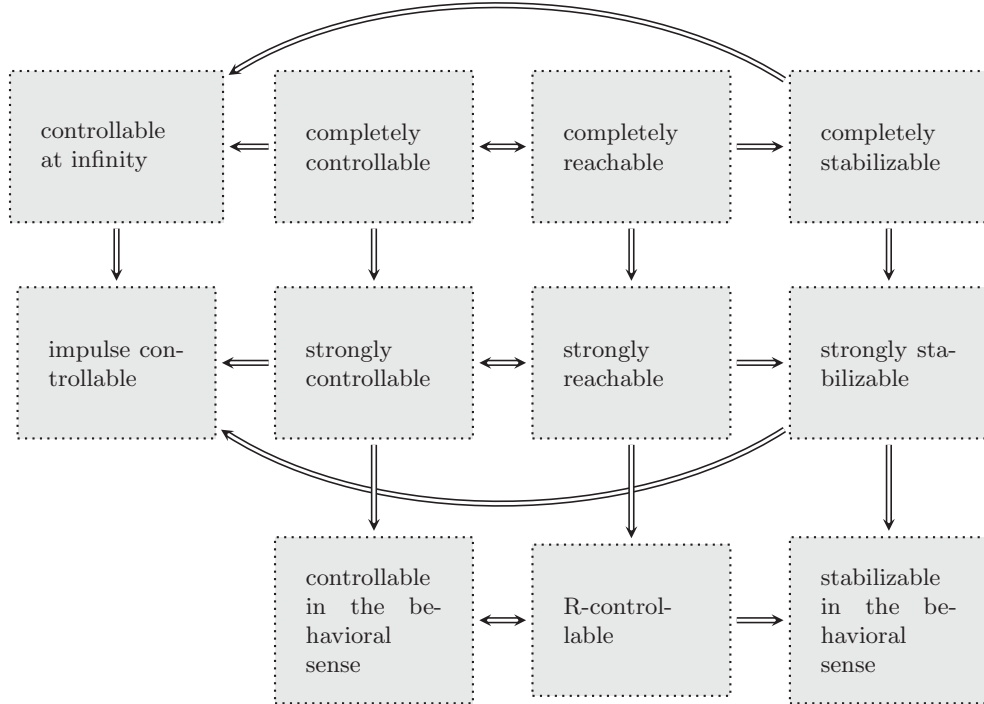 controllable
at infinity
completely
controllable
completely
reachable
completely
stabilizable
impulse con-
trollable
strongly
controllable
strongly
reachable
strongly sta-
bilizable
controllable
in the be-
havioral
sense
R-control-
lable
stabilizable
in the be-
havioral
sense